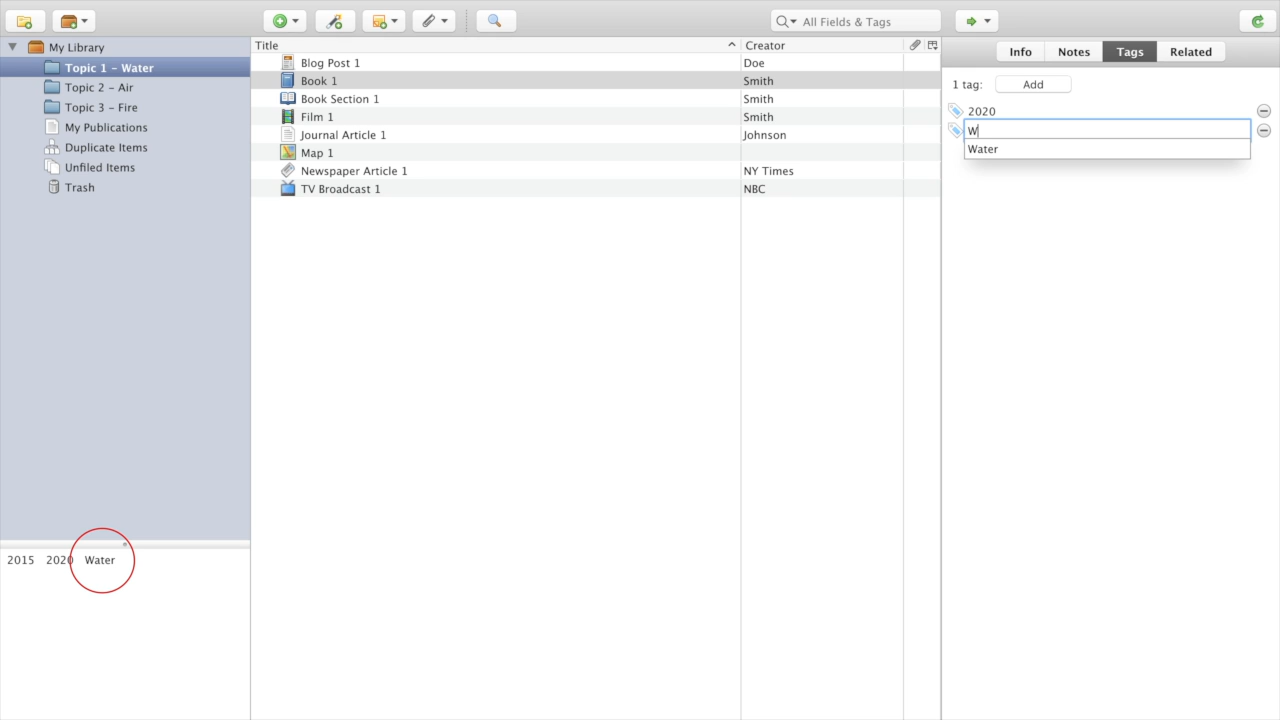 All Fields & Tags
My Library
Topic 1 – Water
Topic 2 – Air
Topic 3 – Fire
My Publications
Duplicate Items
Unfiled Items
Trash
2015 2020 Water
Title Creator
Blog Post 1 Doe
Book 1 Smith
Book Section 1 Smith
Film 1 Smith
Journal Article 1 Johnson
Map 1
Newspaper Article 1 NY Times
TV Broadcast 1 NBC
Info Notes Tags Related
1 tag: Add
2020
W
Water